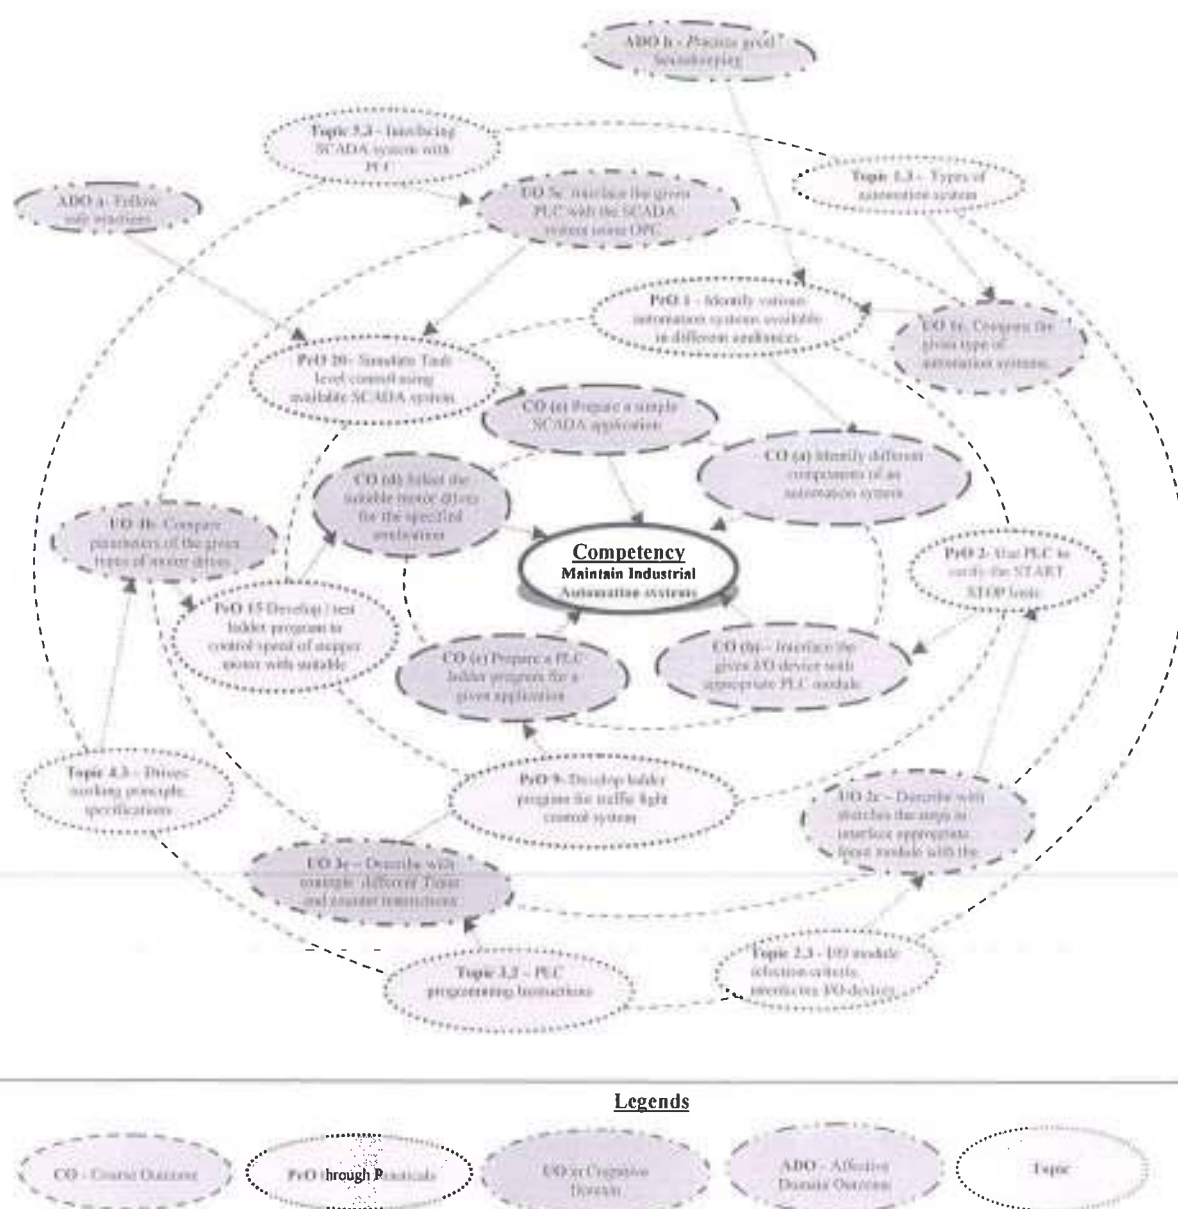 ADO b - Practice good
housekeeping
Topic 5.3 - Interfacing
SCADA system with
PLC
Topic 1.3 - Types of
automation system
ADO a- Follow
safe practices
UO 5c Interface the given
PLC with the SCADA
system using OPC
PrO 1 - Identify various
automation systems available
in different
UO 1c. Compare the
given type of
automation systems.
PrO 20 - Simulate Tank
level control using
available SCADA system
CO (e) Prepare a simple
SCADA application
CO (a) Identify different
components of an
automation system
CO (d) Select the
suitable motor drives
for the specified
application
UO 4b- Compare
parameters of the given
types of motor drives
Competency
Maintain Industrial
Automation systems
PrO 2- Use PLC to
verify the START
STOP logic
PrO 15 Develop / test
ladder program to
control speed of stepper
motor with suitable
CO (c) Prepare a PLC
ladder program for a
given application
CO (b) - Interface the
given I/O device with
appropriate PLC module
Topic 4.3 - Drives
working principle,
specifications
PrO 9- Develop ladder
program for traffic light
control system
UO 2c - Describe with
sketches the steps to
interface appropriate
module with the
UO 3c - Describe with
example different Timer
and counter instructions
Topic 2.3 - I/O module
selection criteria,
interfacing I/O devices
Topic 3.2 - PLC
programming Instructions
Legends
CO - Course Outcome
PrO through P
UO in Cognitive
Domain
ADO - Affective
Domain Outcome
Topic